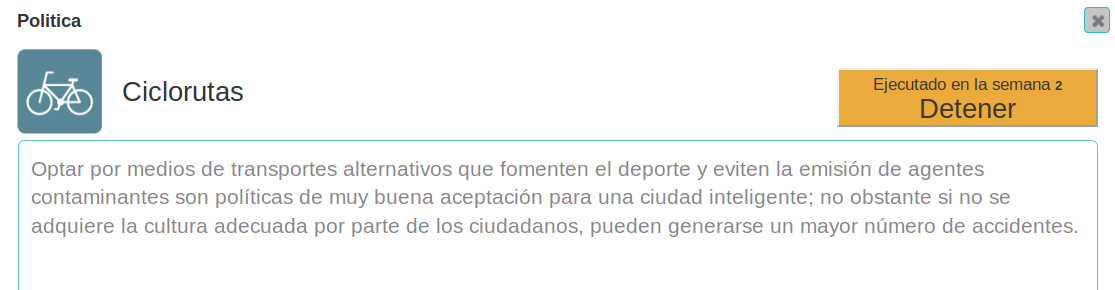 Politica
Ciclorutas
Ejecutado en la semana 2
Detener
Optar por medios de transportes alternativos que fomenten el deporte y eviten la emisión de agentes
contaminantes son políticas de muy buena aceptación para una ciudad inteligente; no obstante si no se
adquiere la cultura adecuada por parte de los ciudadanos, pueden generarse un mayor número de accidentes.